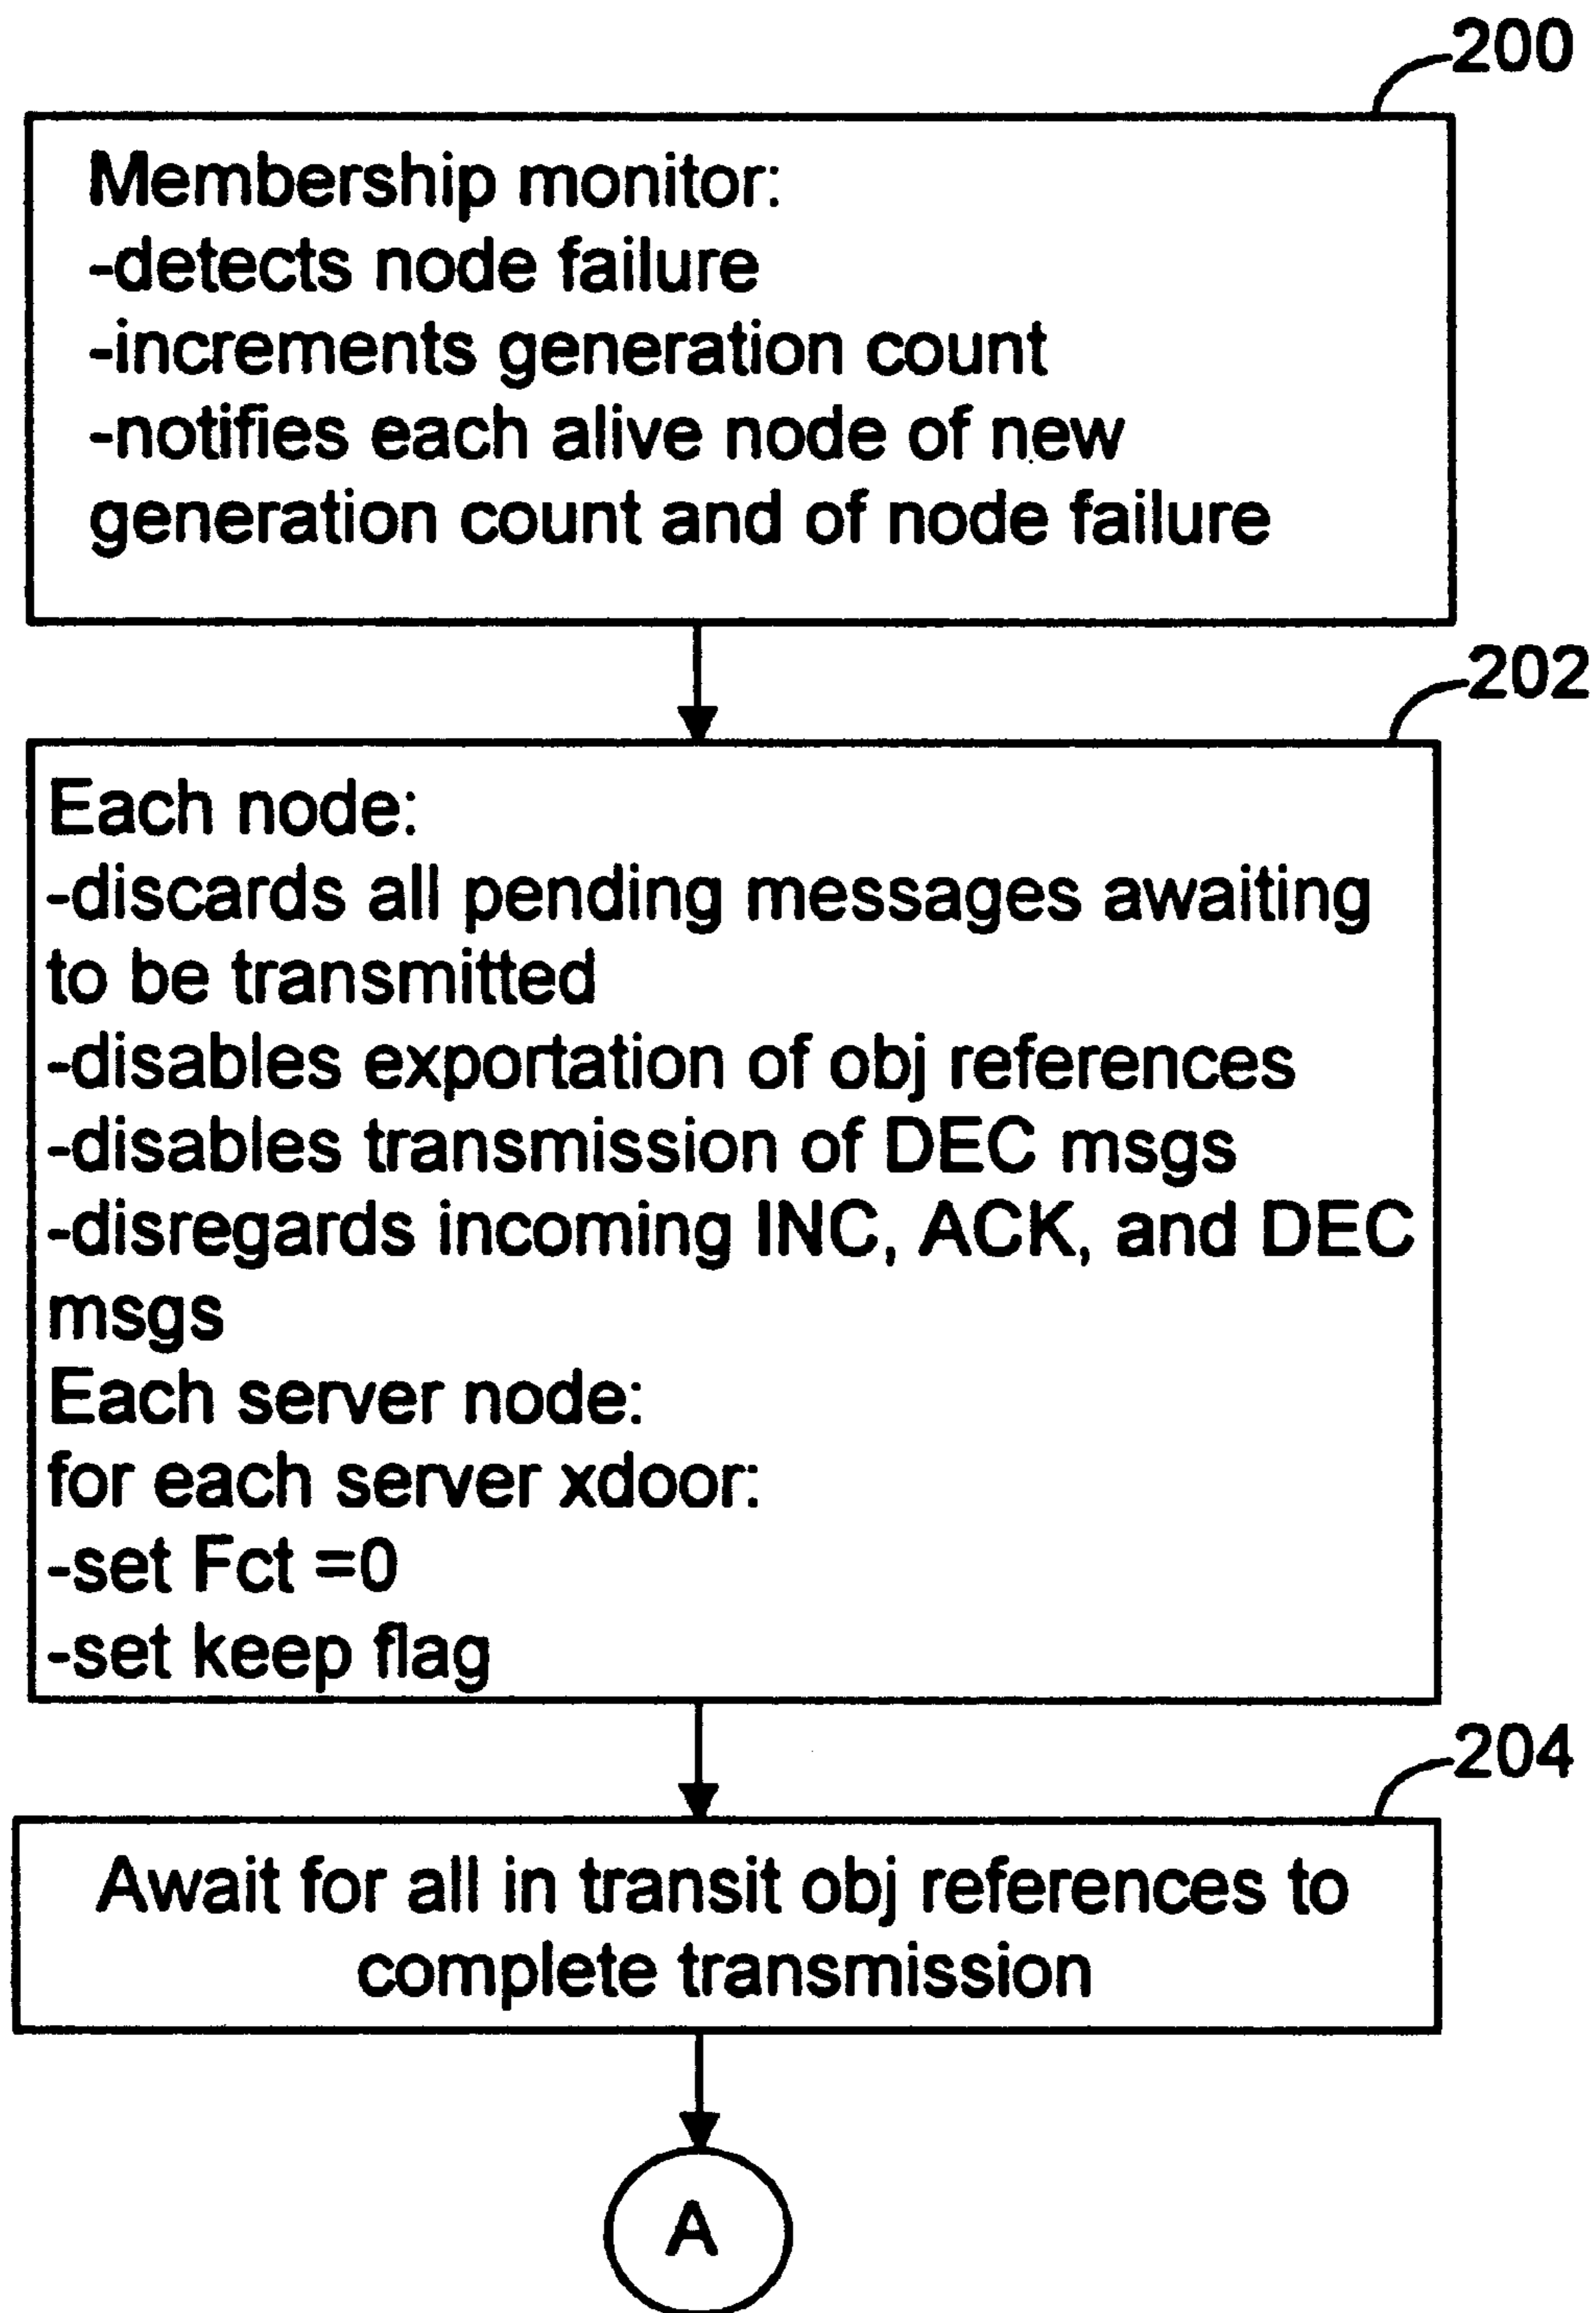 200
Membership monitor:
-detects node failure
-increments generation count
-notifies each alive node of new
generation count and of node failure
202
Each node:
-discards all pending messages awaiting
to be transmitted
-disables exportation of obj references
-disables transmission of DEC msgs
-disregards incoming INC, ACK, and DEC
msgs
Each server node:
for each server xdoor:
-set Fct =0
-set keep flag
204
Await for all in transit obj references to
complete transmission
A